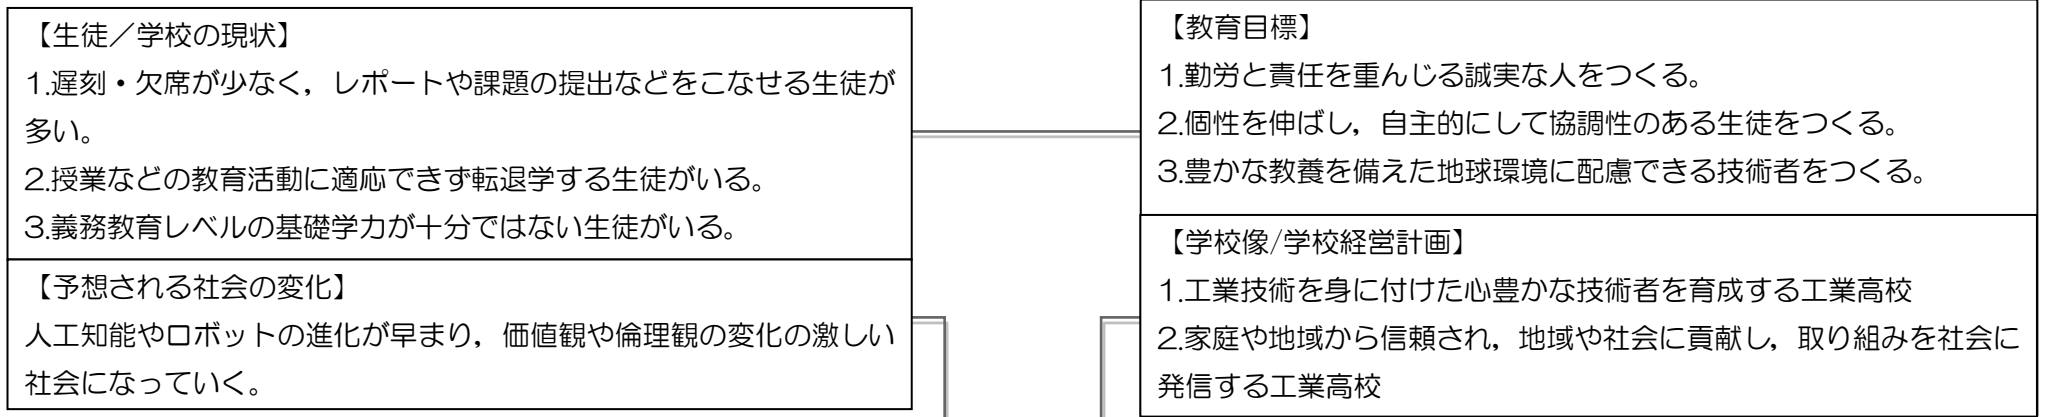 【生徒／学校の現状】
1.遅刻・欠席が少なく，レポートや課題の提出などをこなせる生徒が
多い。
2.授業などの教育活動に適応できず転退学する生徒がいる。
3.義務教育レベルの基礎学力が十分ではない生徒がいる。
【予想される社会の変化】
人工知能やロボットの進化が早まり，価値観や倫理観の変化の激しい
社会になっていく。
【教育目標】
1.勤労と責任を重んじる誠実な人をつくる。
2.個性を伸ばし，自主的にして協調性のある生徒をつくる。
3.豊かな教養を備えた地球環境に配慮できる技術者をつくる。
【学校像/学校経営計画】
1.工業技術を身に付けた心豊かな技術者を育成する工業高校
2.家庭や地域から信頼され，地域や社会に貢献し，取り組みを社会に
発信する工業高校